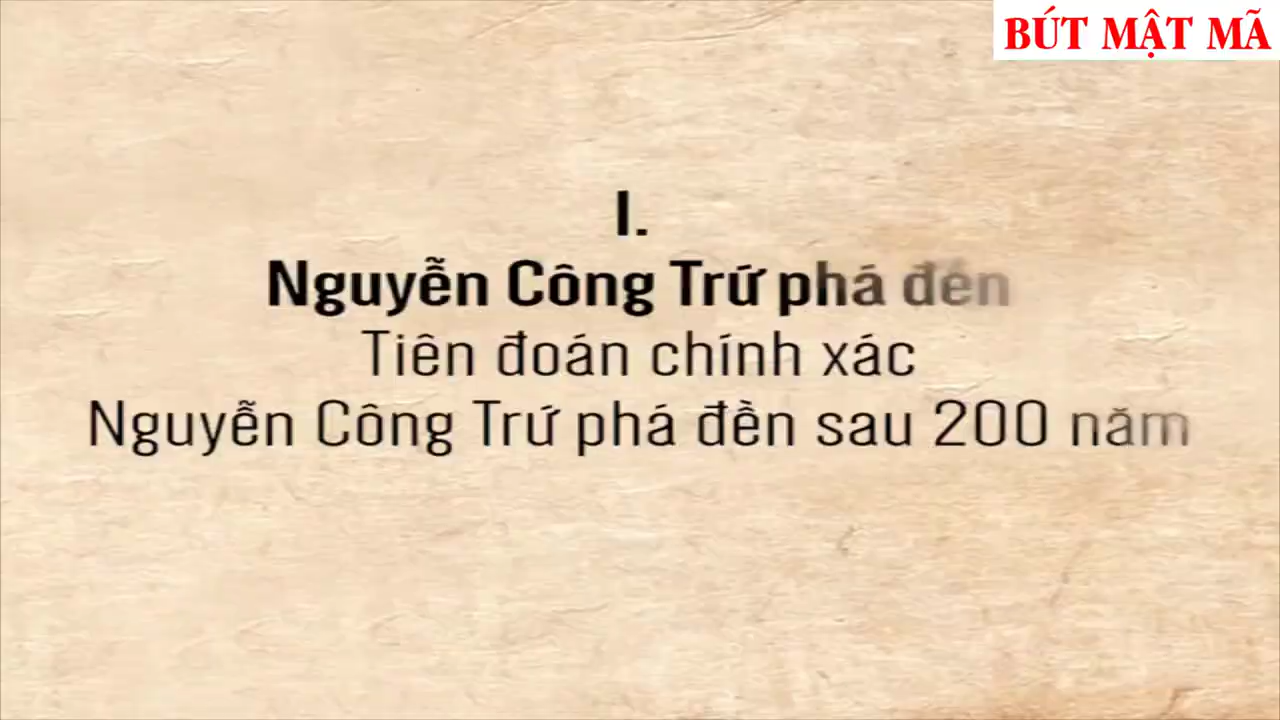 BÚT MẬT MÃ
I.
Nguyễn Công Trứ phá đền
Tiên đoán chính xác
Nguyễn Công Trứ phá đền sau 200 năm